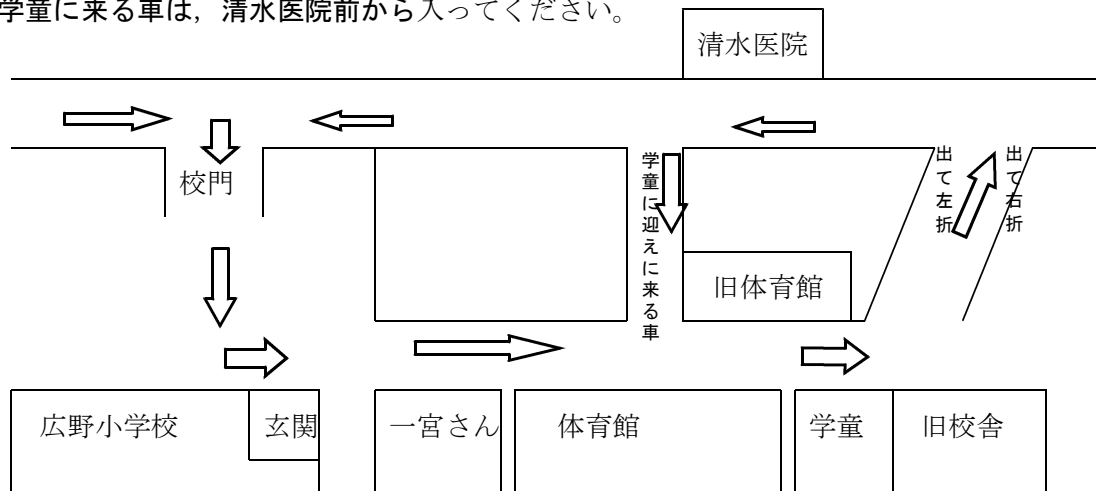 学童に来る車は，清水医院前から入ってください。
清水医院
校門
学童に迎えに来る車
出て左折
出て右折
旧体育館
広野小学校
玄関
一宮さん
体育館
学童
旧校舎